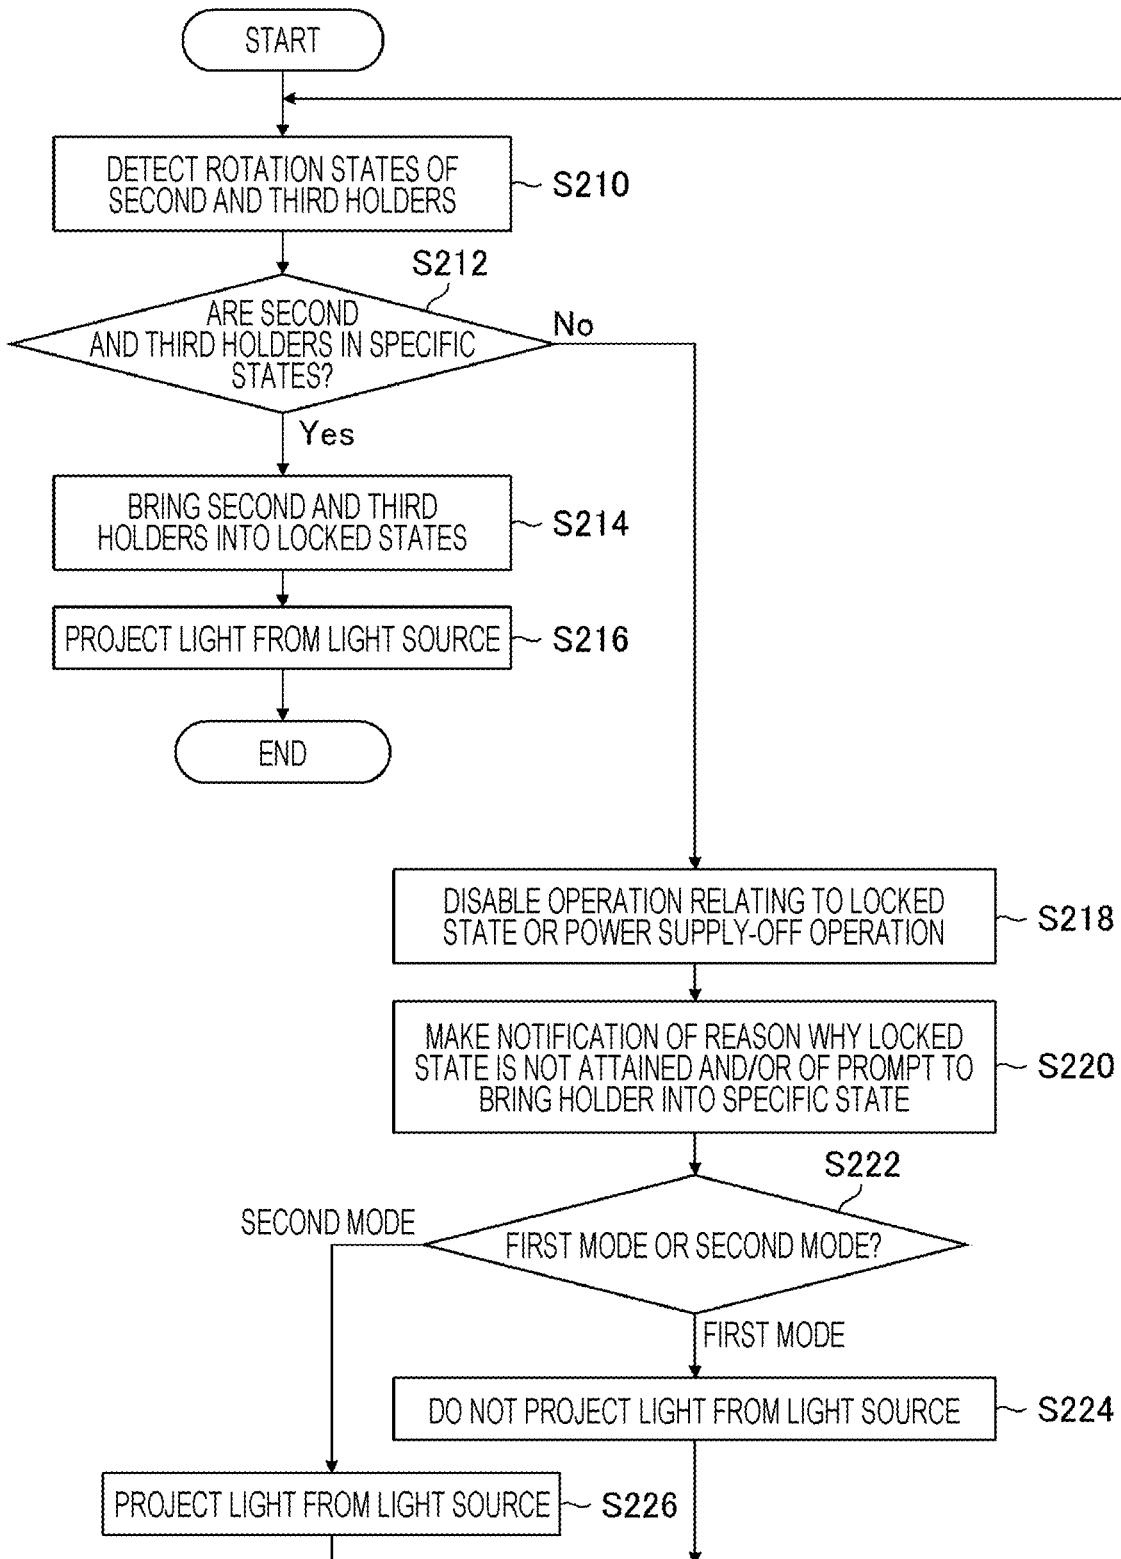 START
DETECT ROTATION STATES OF
SECOND AND THIRD HOLDERS
S210
S212
ARE SECOND
AND THIRD HOLDERS IN SPECIFIC
STATES?
No
Yes
BRING SECOND AND THIRD
HOLDERS INTO LOCKED STATES
S214
PROJECT LIGHT FROM LIGHT SOURCE
S216
END
DISABLE OPERATION RELATING TO LOCKED
STATE OR POWER SUPPLY-OFF OPERATION
S218
MAKE NOTIFICATION OF REASON WHY LOCKED
STATE IS NOT ATTAINED AND/OR OF PROMPT TO
BRING HOLDER INTO SPECIFIC STATE
S220
S222
SECOND MODE
FIRST MODE OR SECOND MODE?
FIRST MODE
DO NOT PROJECT LIGHT FROM LIGHT SOURCE
S224
PROJECT LIGHT FROM LIGHT SOURCE
S226